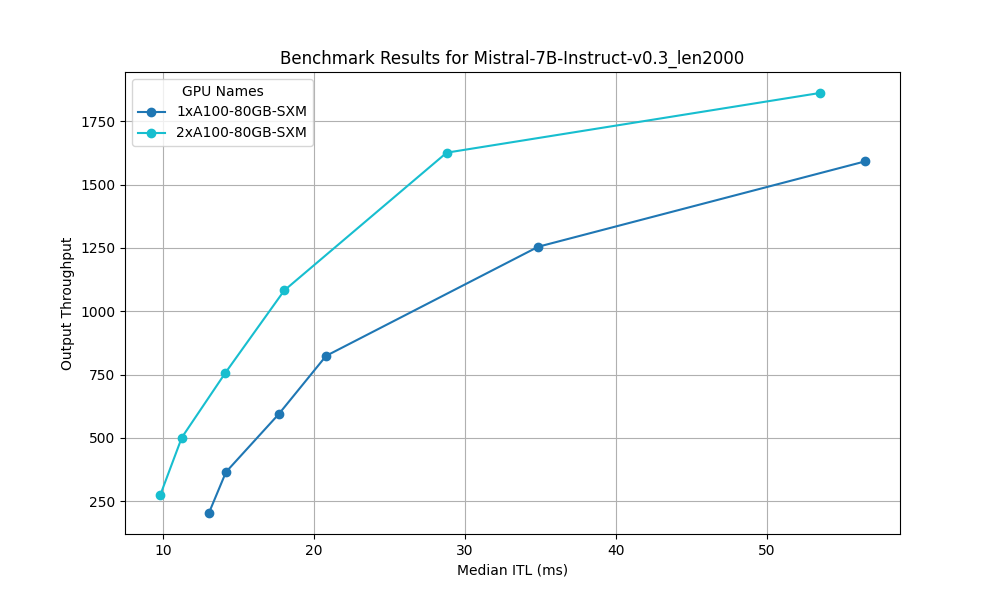 Benchmark Results for Mistral-7B-Instruct-v0.3_len2000
GPU Names
1xA100-80GB-SXM
2xA100-80GB-SXM
Output Throughput
1750
1500
1250
1000
750
500
250
10 20 30 40 50
Median ITL (ms)